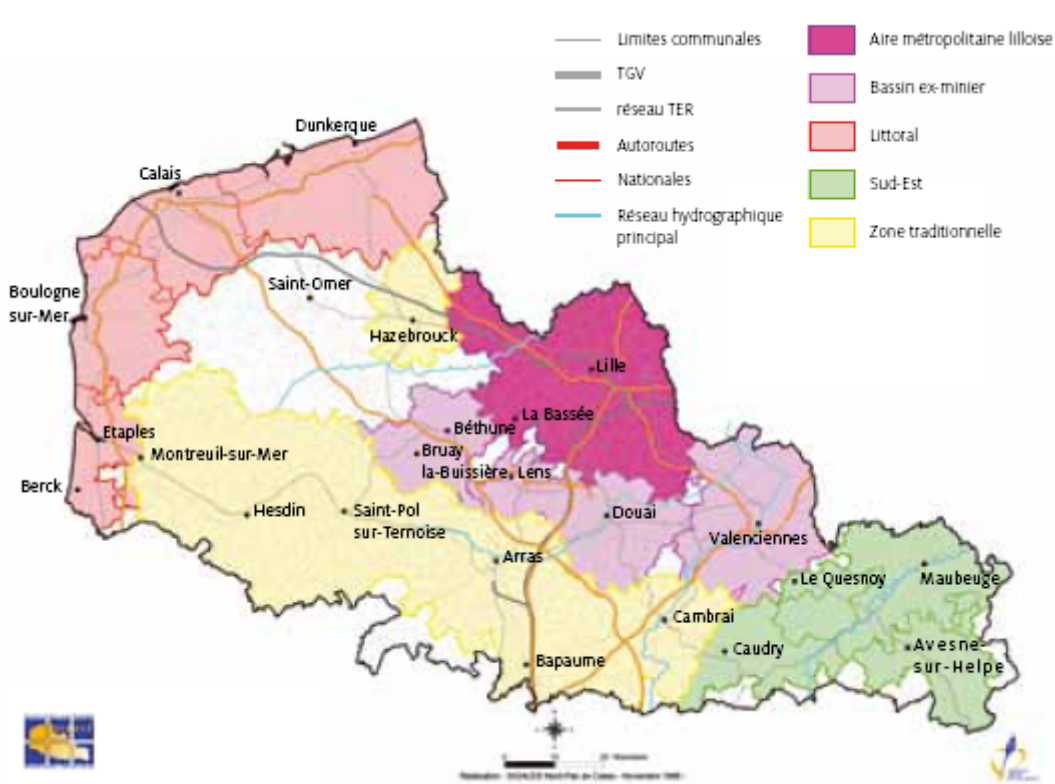 Limites communales
TGV
réseau TER
Autoroutes
Nationales
Réseau hydrographique
principal
Aire métropolitaine lilloise
Bassin ex-minier
Littoral
Sud-Est
Zone traditionnelle
Dunkerque
Calais
Saint-Omer
Boulogne
sur-Mer
Hazebrouck
Lille
La Bassée
Béthune
Etaples
Bruay
la-Buissière
Lens
Montreuil-sur-Mer
Berck
Hesdin
Saint-Pol
sur-Ternoise
Douai
Valenciennes
Arras
Le Quesnoy
Maubeuge
Cambrai
Caudry
Avesne-
sur-Helpe
Bapaume